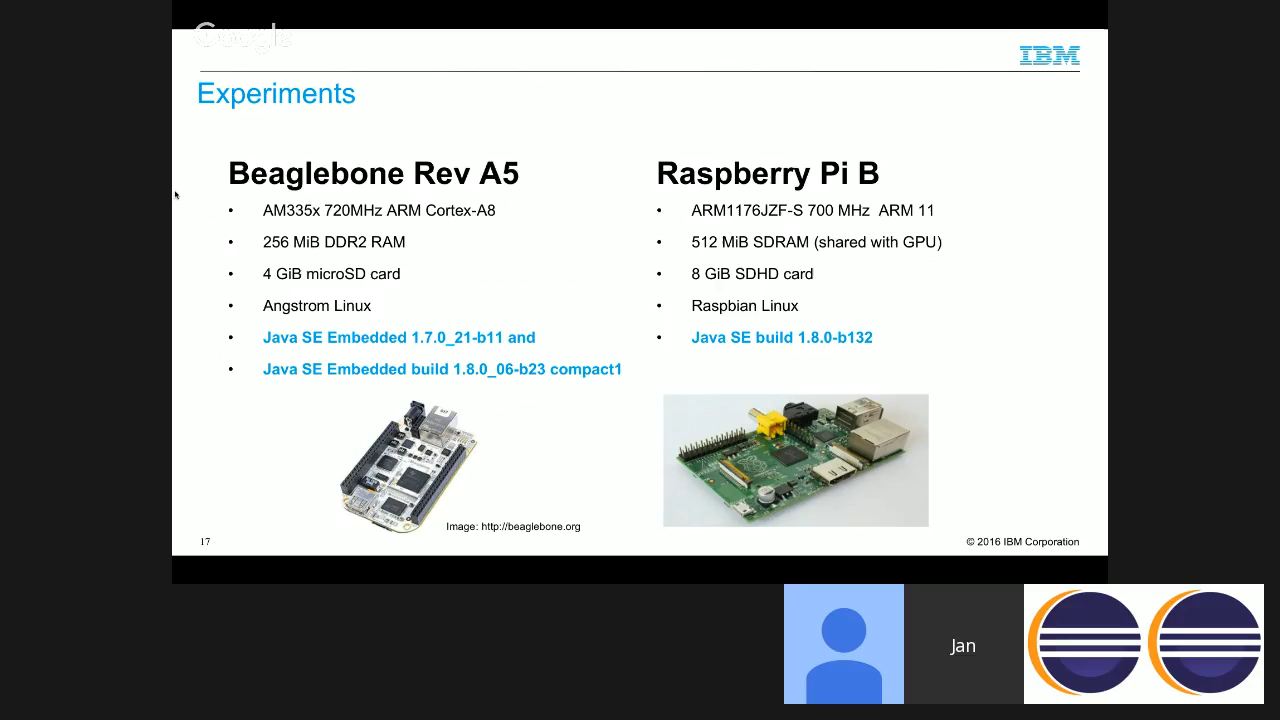 Google
IBM
Experiments
Beaglebone Rev A5
• AM335x 720MHz ARM Cortex-A8
• 256 MiB DDR2 RAM
• 4 GiB microSD card
• Angstrom Linux
• Java SE Embedded 1.7.0_21-b11 and
• Java SE Embedded build 1.8.0_06-b23 compact1
Image: http://beaglebone.org
Raspberry Pi B
• ARM1176JZF-S 700 MHz ARM 11
• 512 MiB SDRAM (shared with GPU)
• 8 GiB SDHD card
• Raspbian Linux
• Java SE build 1.8.0-b132
17
© 2016 IBM Corporation
Jan